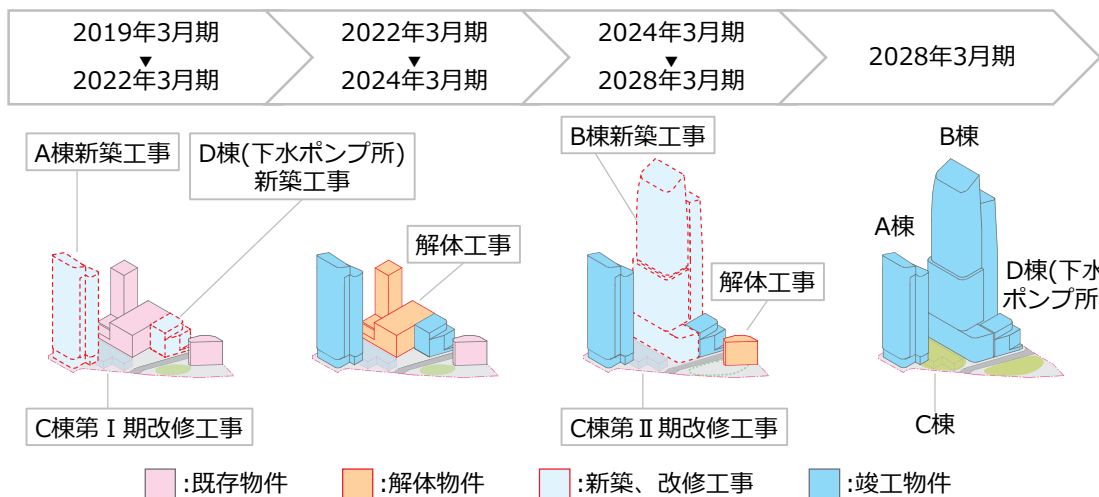 2019年3月期
▼
2022年3月期
2022年3月期
▼
2024年3月期
2024年3月期
▼
2028年3月期
2028年3月期
A棟新築工事
D棟(下水ポンプ所)
新築工事
C棟第Ⅰ期改修工事
解体工事
B棟新築工事
解体工事
C棟第Ⅱ期改修工事
B棟
A棟
D棟(下水
ポンプ所
C棟
:既存物件
:解体物件
:新築、改修工事
:竣工物件